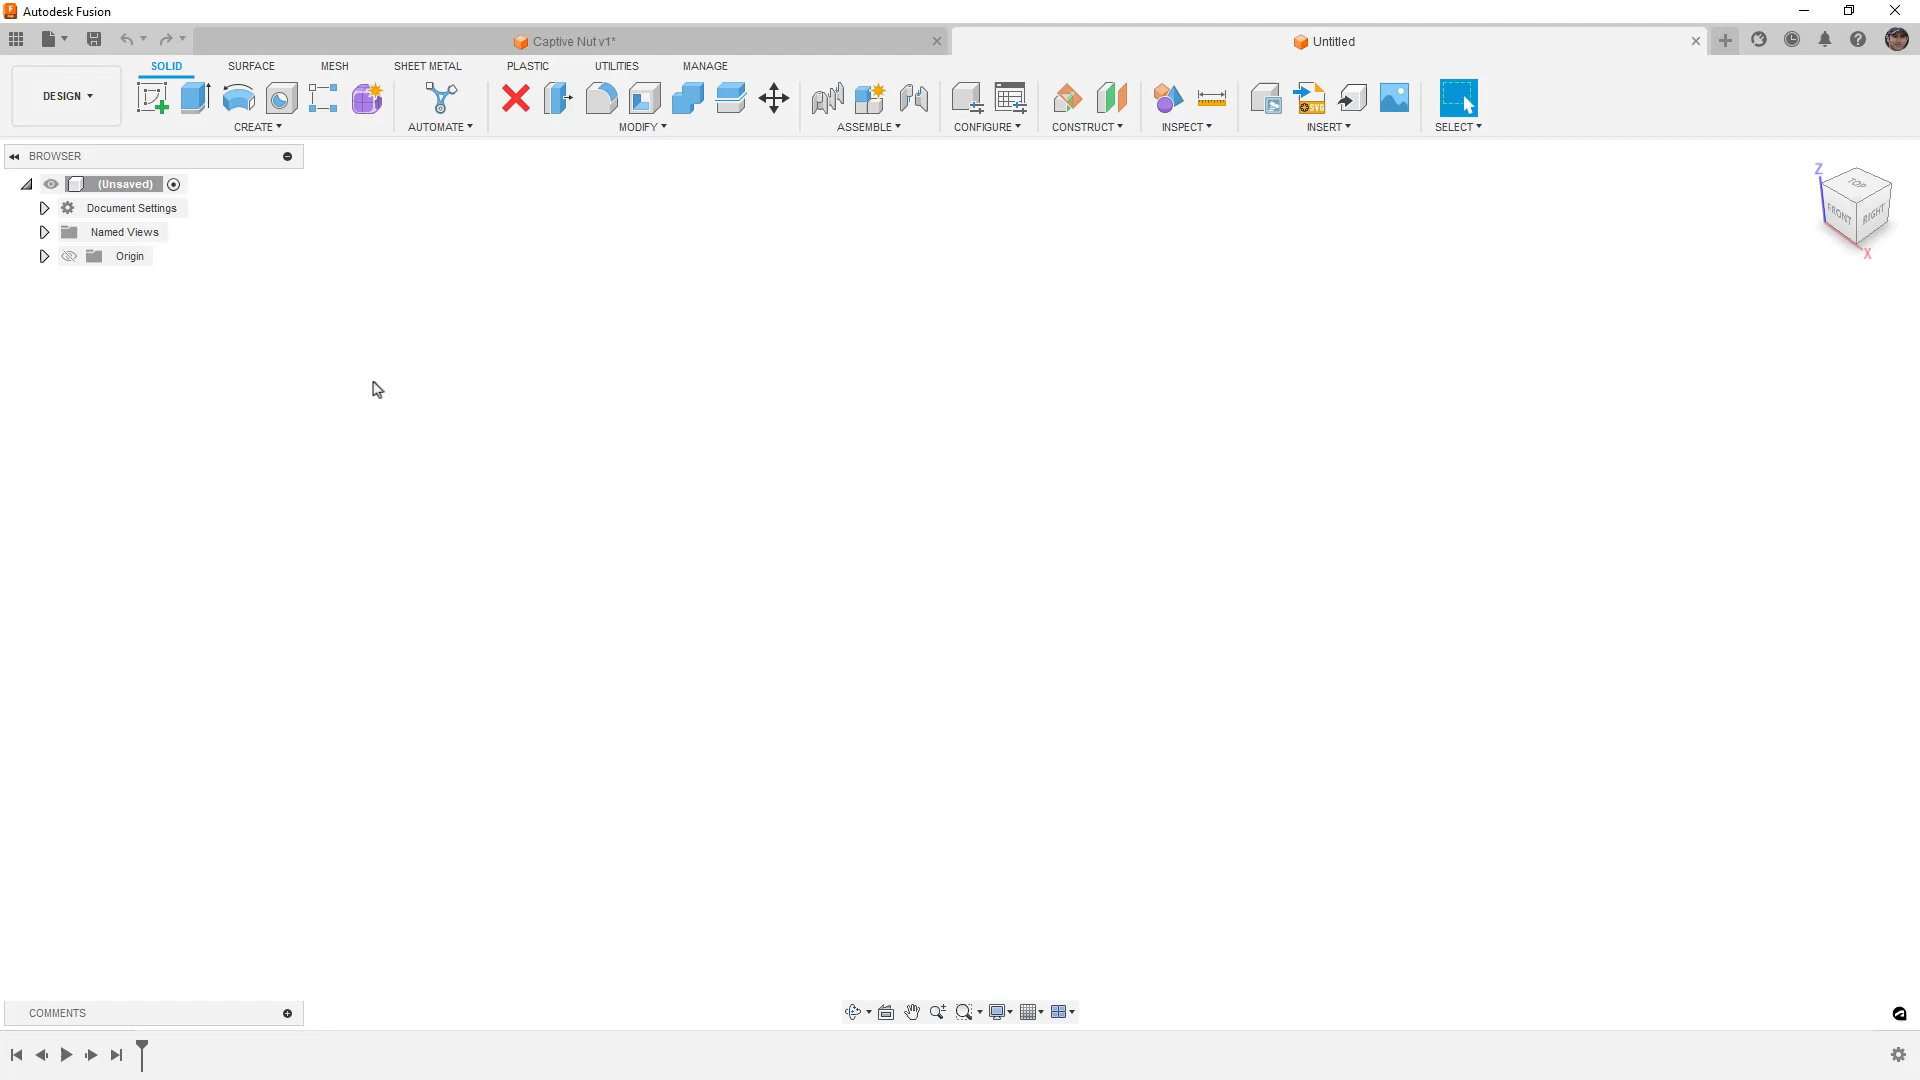 Autodesk Fusion
Captive Nut v1*
Untitled
SOLID
SURFACE
MESH
SHEET METAL
PLASTIC
UTILITIES
MANAGE
DESIGN
CREATE
AUTOMATE
MODIFY
ASSEMBLE
CONFIGURE
CONSTRUCT
INSPECT
INSERT
SELECT
SVG
BROWSER
(Unsaved)
Document Settings
Named Views
Origin
Z
TOP
FRONT
RIGHT
X
COMMENTS